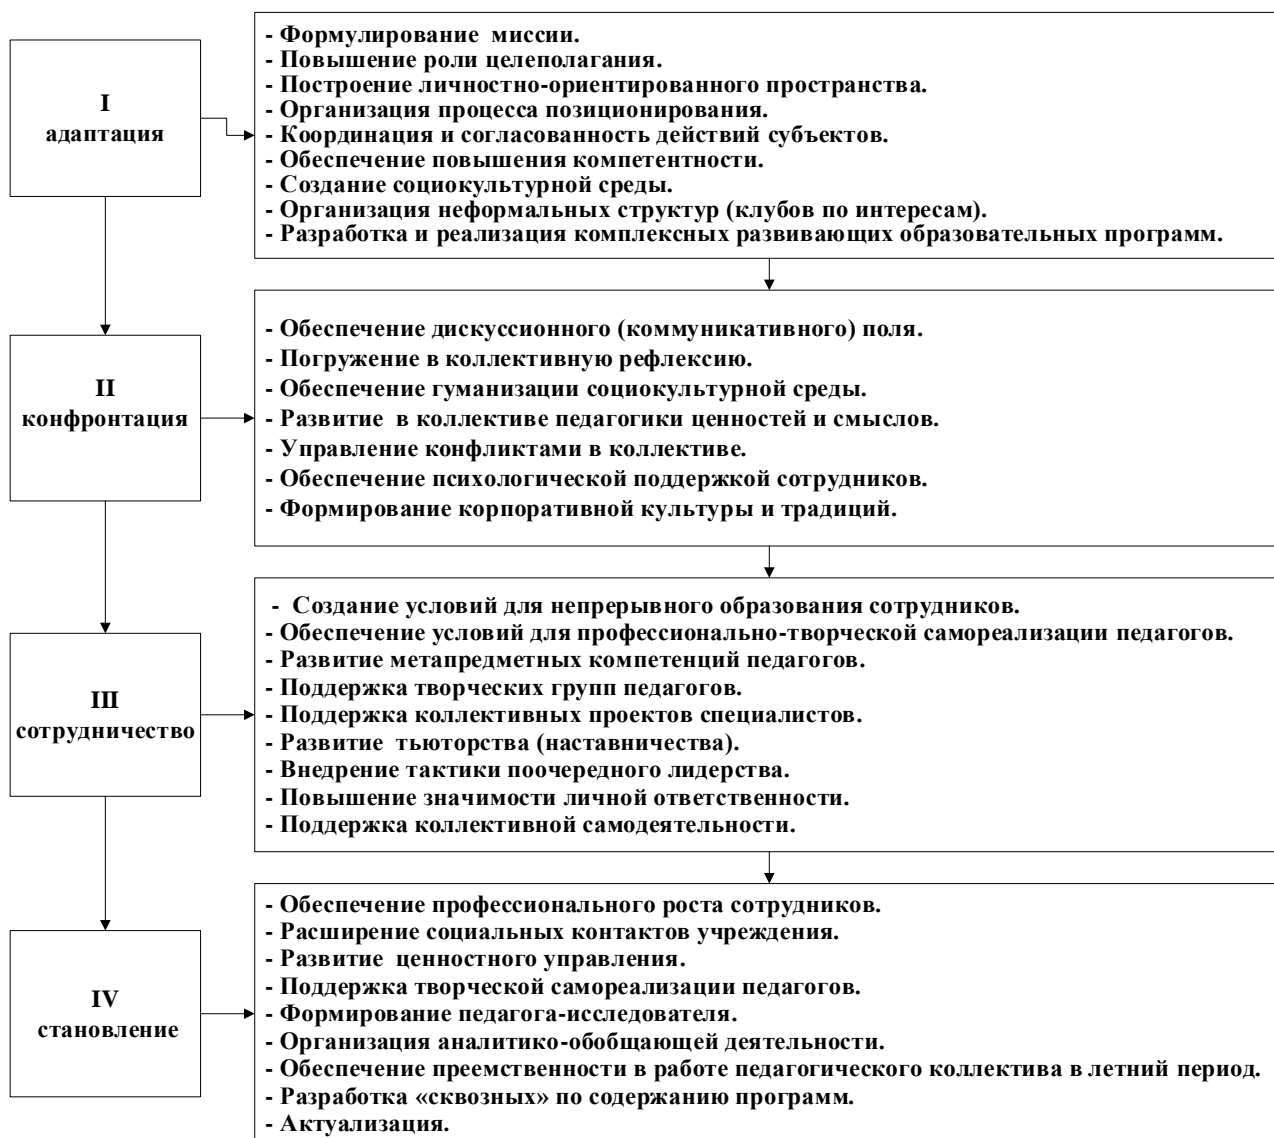 I
адаптация
- Формулирование миссии.
- Повышение роли целеполагания.
- Построение личностно-ориентированного пространства.
- Организация процесса позиционирования.
- Координация и согласованность действий субъектов.
- Обеспечение повышения компетентности.
- Создание социокультурной среды.
- Организация неформальных структур (клубов по интересам).
- Разработка и реализация комплексных развивающих образовательных программ.
II
конфронтация
- Обеспечение дискуссионного (коммуникативного) поля.
- Погружение в коллективную рефлексию.
- Обеспечение гуманизации социокультурной среды.
- Развитие в коллективе педагогики ценностей и смыслов.
- Управление конфликтами в коллективе.
- Обеспечение психологической поддержкой сотрудников.
- Формирование корпоративной культуры и традиций.
III
сотрудничество
- Создание условий для непрерывного образования сотрудников.
- Обеспечение условий для профессионально-творческой самореализации педагогов.
- Развитие метапредметных компетенций педагогов.
- Поддержка творческих групп педагогов.
- Поддержка коллективных проектов специалистов.
- Развитие тьюторства (наставничества).
- Внедрение тактики поочередного лидерства.
- Повышение значимости личной ответственности.
- Поддержка коллективной самодеятельности.
IV
становление
- Обеспечение профессионального роста сотрудников.
- Расширение социальных контактов учреждения.
- Развитие ценностного управления.
- Поддержка творческой самореализации педагогов.
- Формирование педагога-исследователя.
- Организация аналитико-обобщающей деятельности.
- Обеспечение преемственности в работе педагогического коллектива в летний период.
- Разработка «сквозных» по содержанию программ.
- Актуализация.